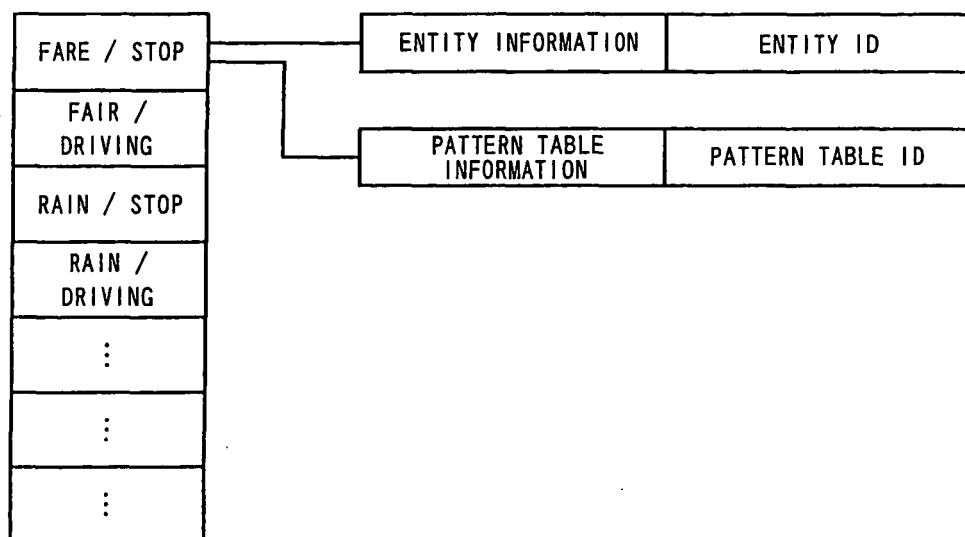 FARE / STOP
ENTITY INFORMATION
ENTITY ID
FAIR /
DRIVING
PATTERN TABLE
INFORMATION
PATTERN TABLE ID
RAIN / STOP
RAIN /
DRIVING
⋮
⋮
⋮